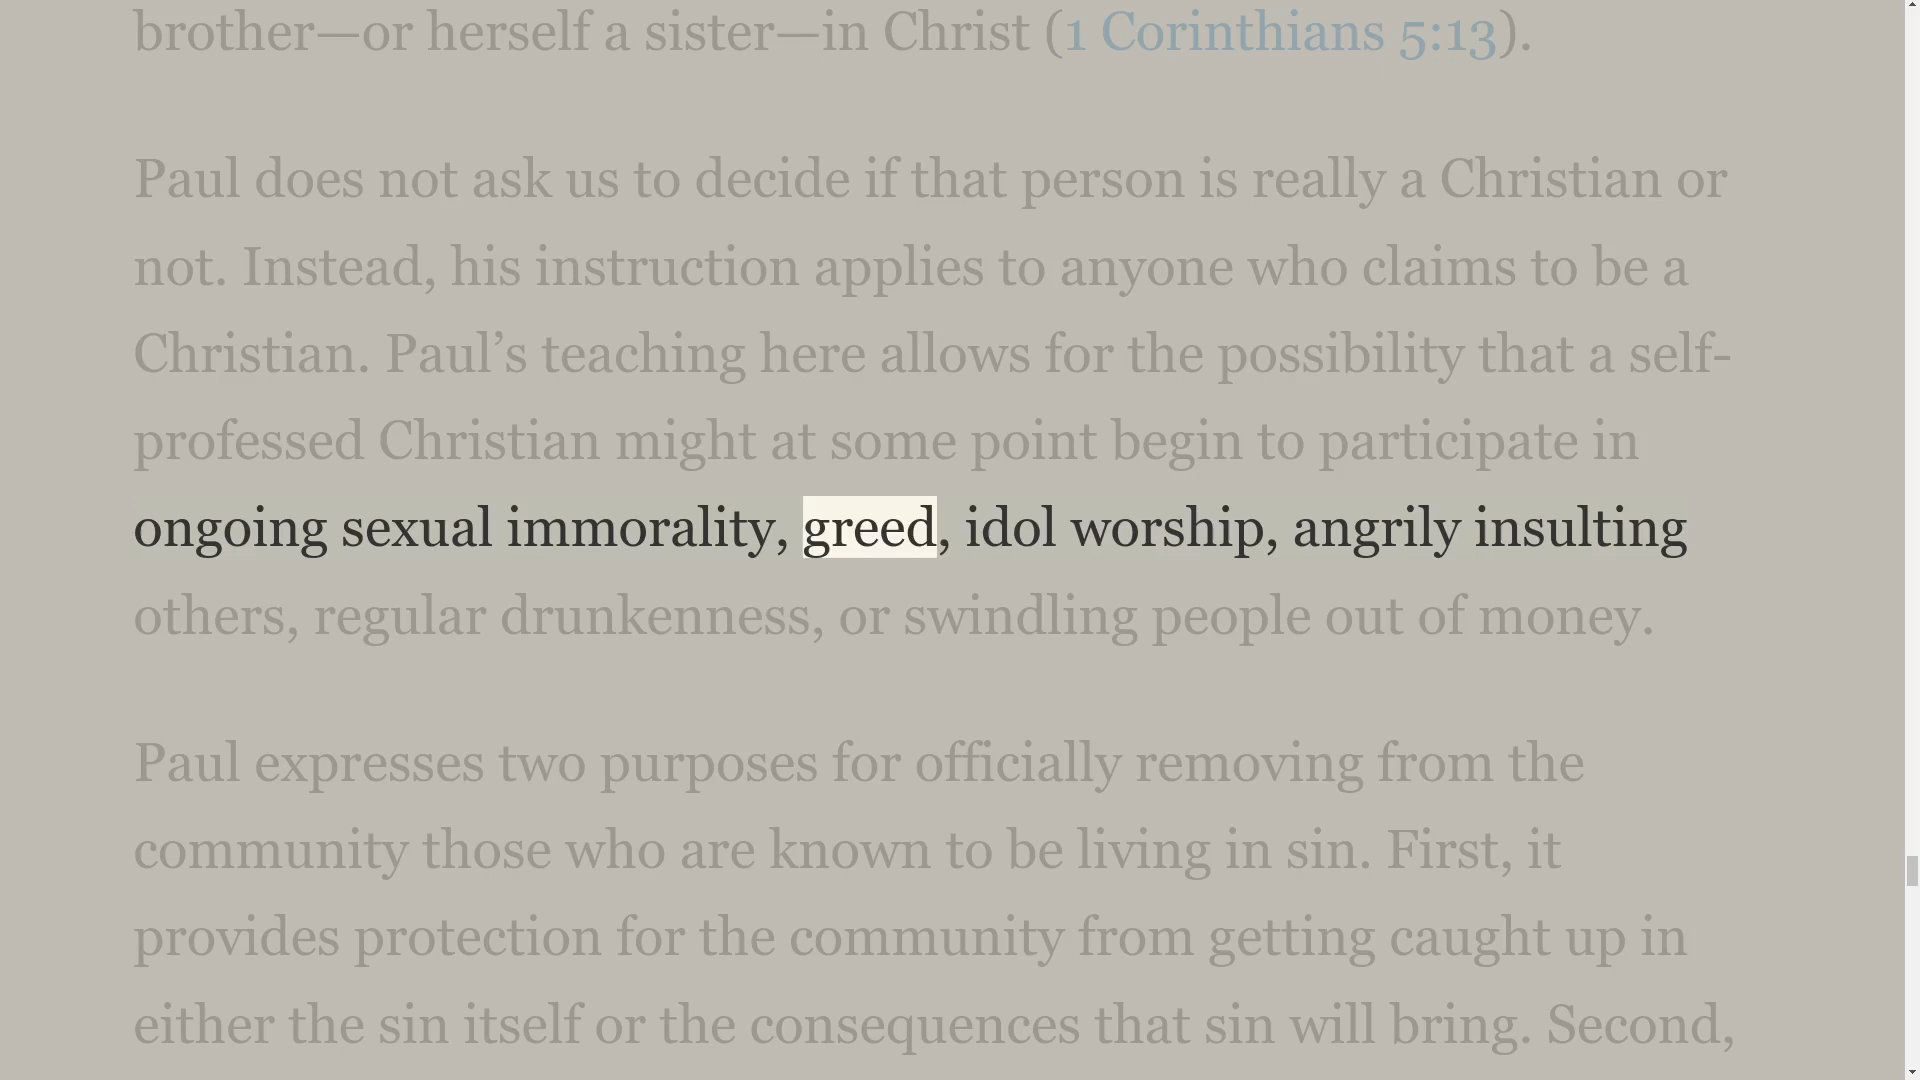 brother—or herself a sister—in Christ (1 Corinthians 5:13).
Paul does not ask us to decide if that person is really a Christian or
not. Instead, his instruction applies to anyone who claims to be a
Christian. Paul’s teaching here allows for the possibility that a self-
professed Christian might at some point begin to participate in
ongoing sexual immorality, greed, idol worship, angrily insulting
others, regular drunkenness, or swindling people out of money.
Paul expresses two purposes for officially removing from the
community those who are known to be living in sin. First, it
provides protection for the community from getting caught up in
either the sin itself or the consequences that sin will bring. Second,